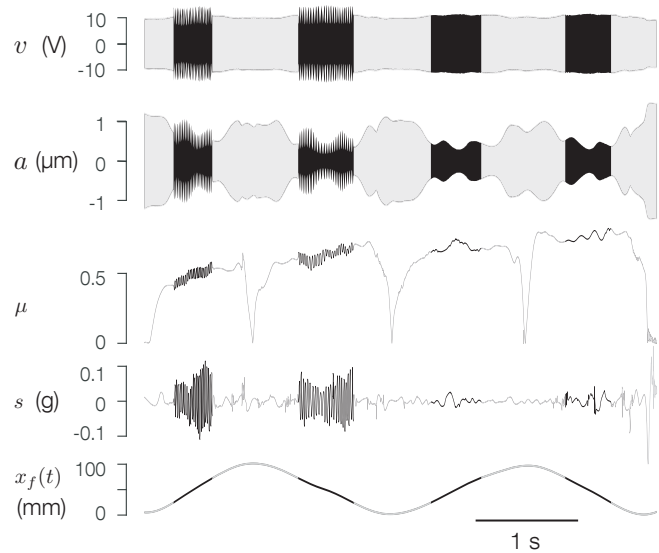 10
v (V) 0
-10
1
a (μm) 0
-1
0.5
μ
0
0.1
s (g) 0
-0.1
x_f(t) 100
(mm) 0
1 s